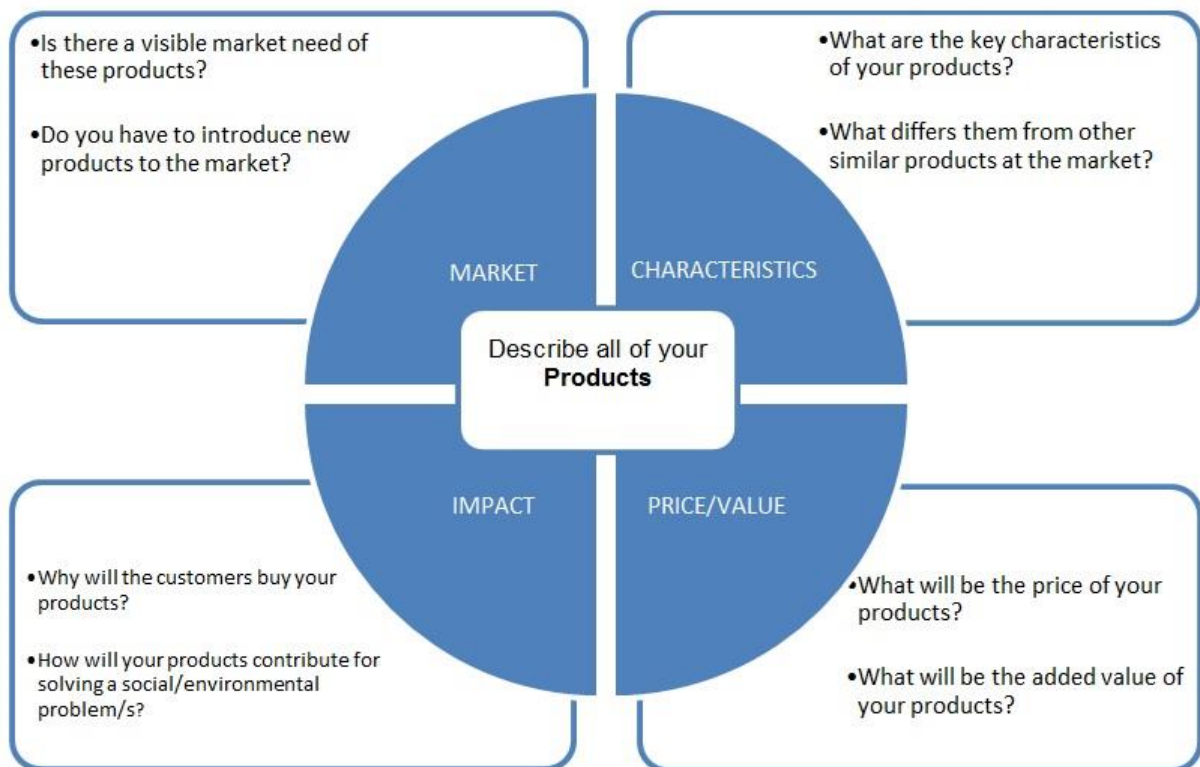 •Is there a visible market need of
these products?
•Do you have to introduce new
products to the market?
•What are the key characteristics
of your products?
•What differs them from other
similar products at the market?
MARKET
CHARACTERISTICS
Describe all of your
Products
IMPACT
PRICE/VALUE
•Why will the customers buy your
products?
•How will your products contribute for
solving a social/environmental
problem/s?
•What will be the price of your
products?
•What will be the added value of
your products?